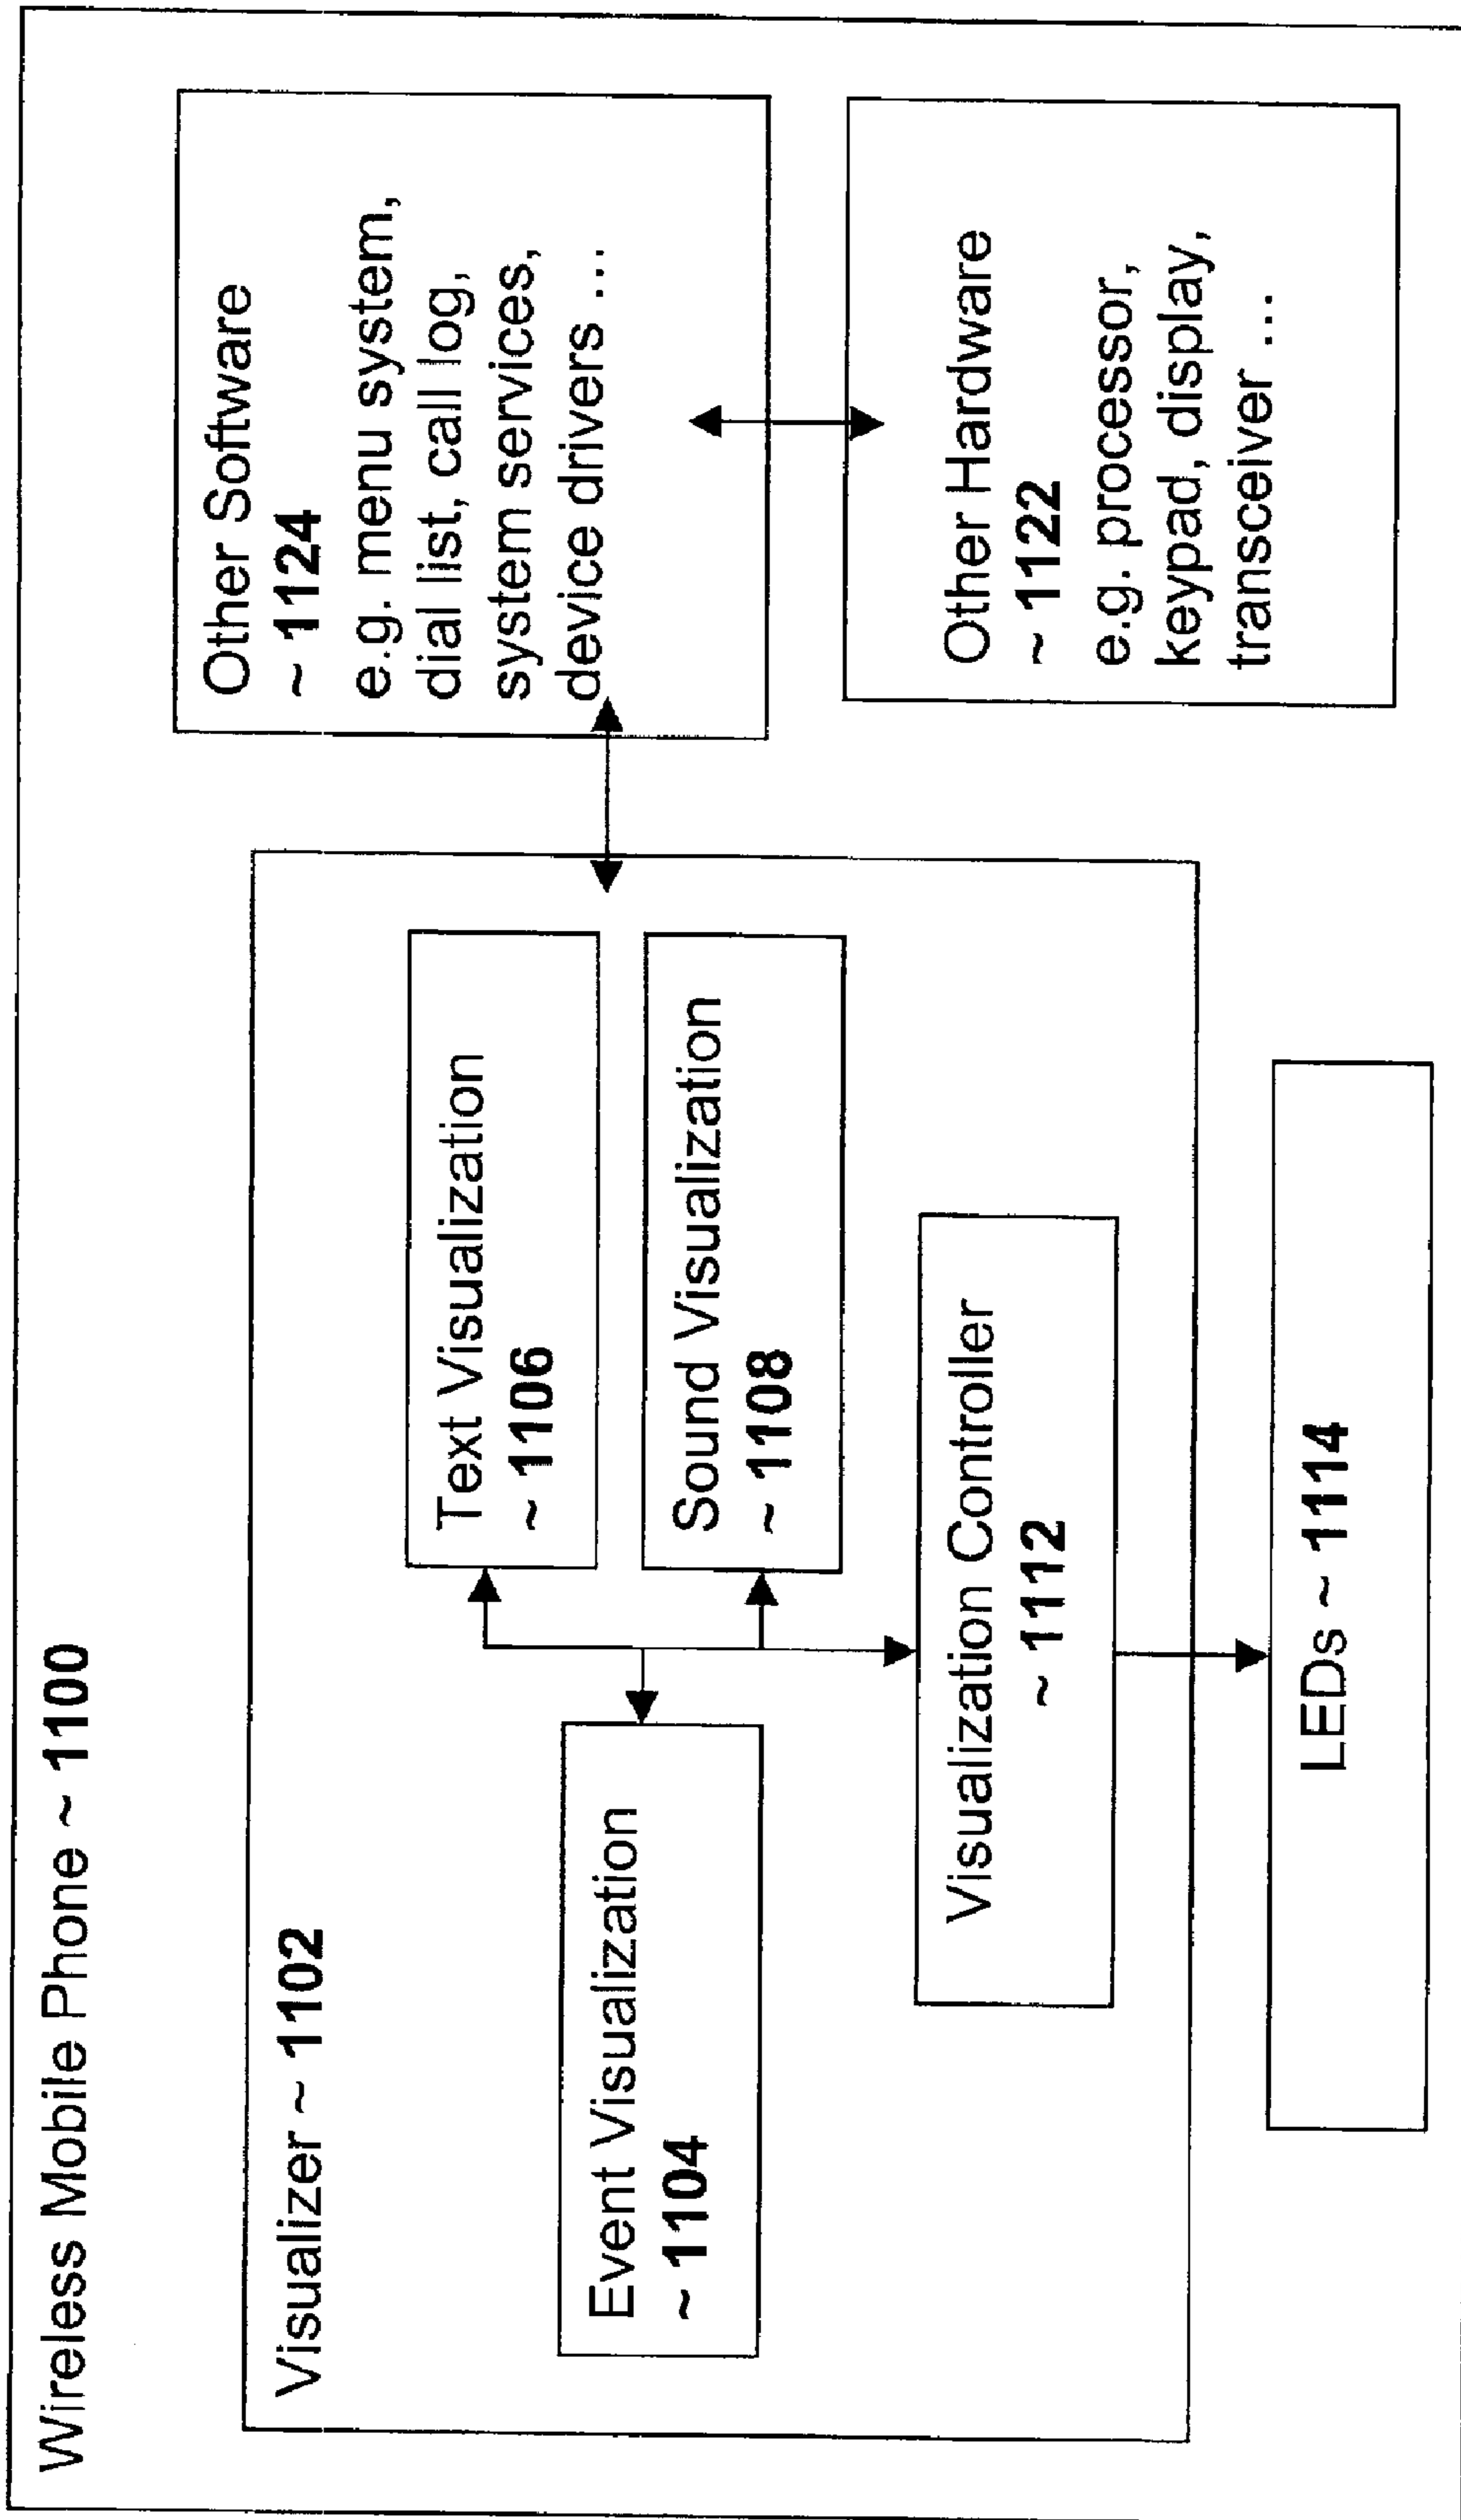 Wireless Mobile Phone ~ 1100
Visualizer ~ 1102
Event Visualization
~ 1104
Text Visualization
~ 1106
Sound Visualization
~ 1108
Visualization Controller
~ 1112
LEDs ~ 1114
Other Software
~ 1124
e.g. menu system,
dial list, call log,
system services,
device drivers ...
Other Hardware
~ 1122
e.g. processor,
keypad, display,
transceiver ...